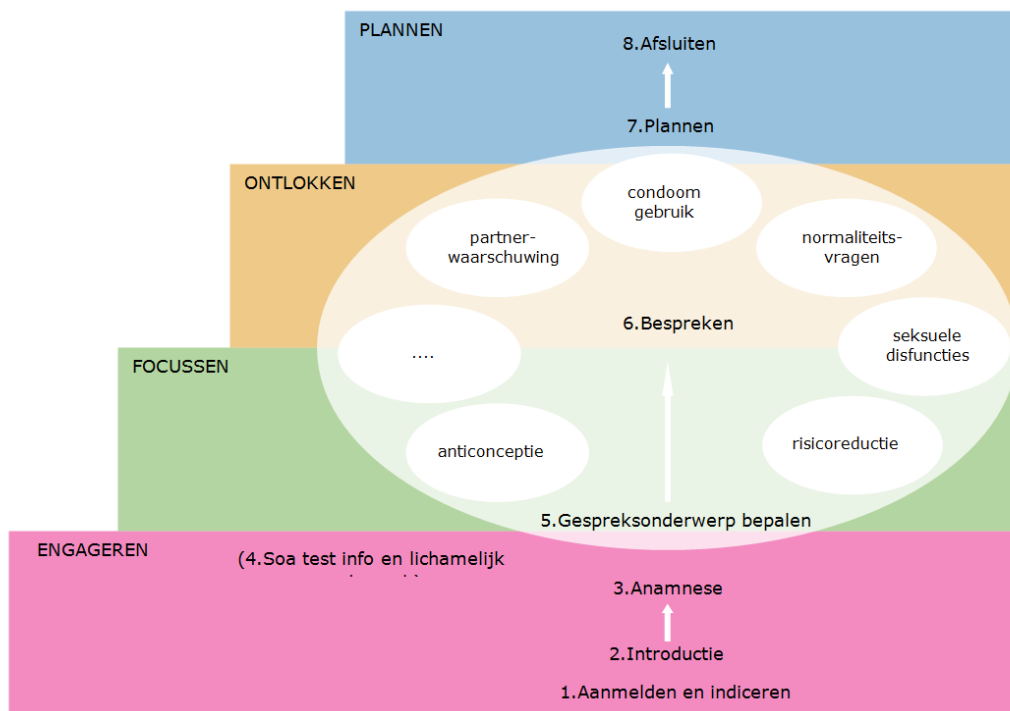 PLANNEN
8.Afsluiten
7.Plannen
ONTLOKKEN
condoom
gebruik
partner-
waarschuwing
normaliteits-
vragen
6.Bespreken
seksuele
disfuncties
....
FOCUSSEN
anticonceptie
risicoreductie
5.Gespreksonderwerp bepalen
ENGAGEREN
(4.Soa test info en lichamelijk
3.Anamnese
2.Introductie
1.Aanmelden en indiceren